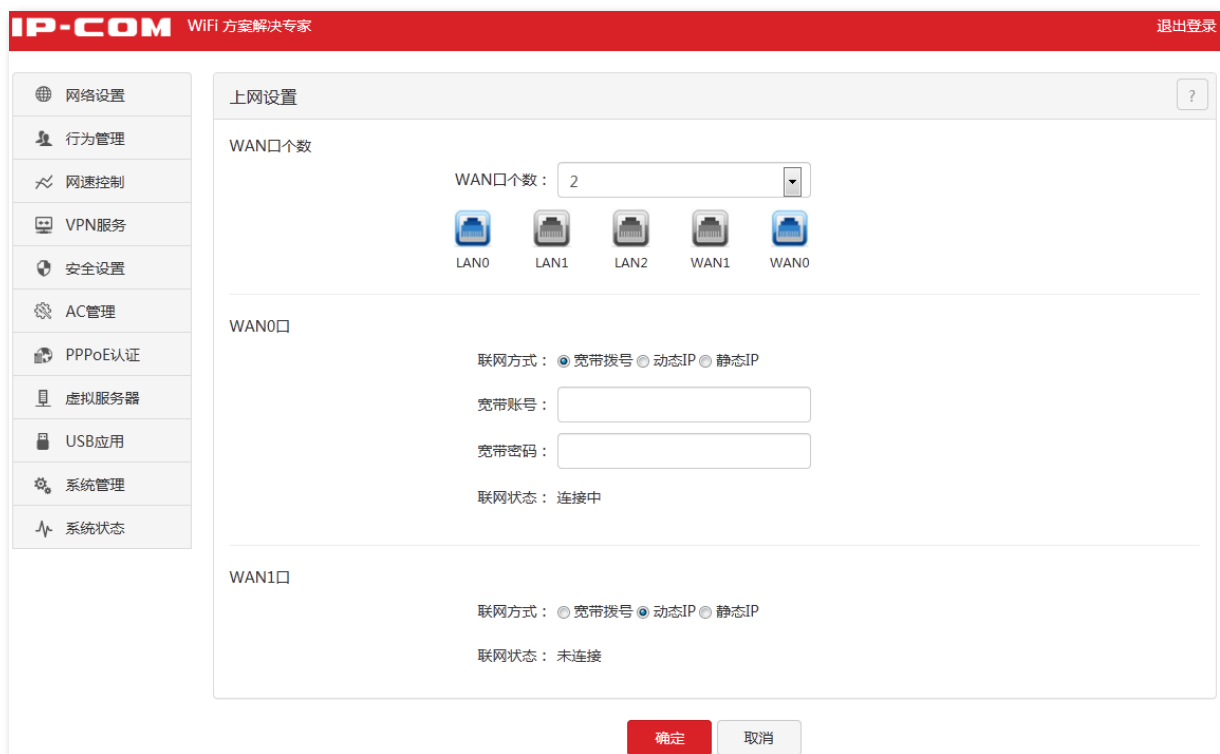 IP-COM WiFi 方案解决专家 退出登录
网络设置
行为管理
网速控制
VPN服务
安全设置
AC管理
PPPoE认证
虚拟服务器
USB应用
系统管理
系统状态
上网设置 ?
WAN口个数
WAN口个数： 2
LAN0 LAN1 LAN2 WAN1 WAN0
WAN0口
联网方式： 宽带拨号 动态IP 静态IP
宽带账号：
宽带密码：
联网状态： 连接中
WAN1口
联网方式： 宽带拨号 动态IP 静态IP
联网状态： 未连接
确定 取消